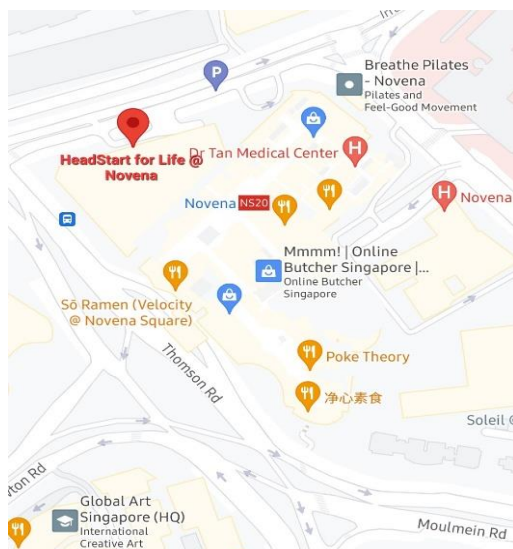 Breathe Pilates
- Novena
Pilates and
Feel-Good Movement
P
HeadStart for Life @
Novena
Dr Tan Medical Center
H
H
Novena
Novena NS20
Mmmm! | Online
Butcher Singapore |...
Online Butcher
Singapore
Sō Ramen (Velocity
@ Novena Square)
Thomson Rd
Poke Theory
净心素食
Soleil @
ton Rd
Global Art
Singapore (HQ)
International
Creative Art
Moulmein Rd